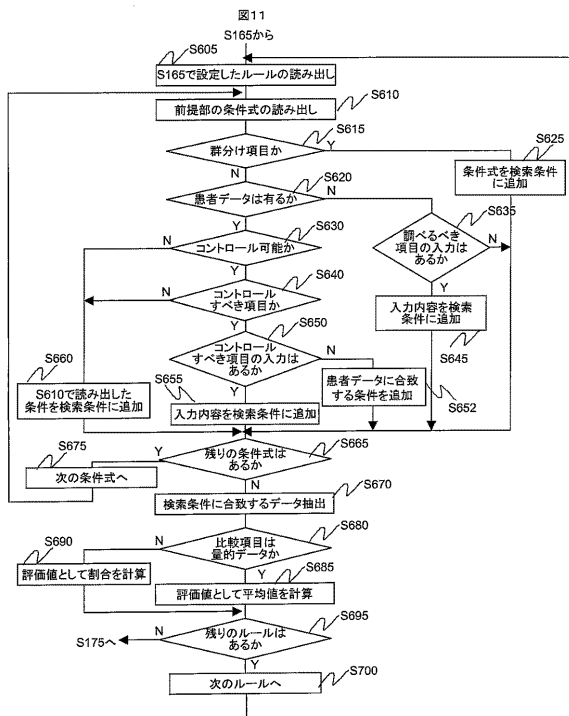 図11
S165から
S605
S165で設定したルールの読み出し
S610
前提部の条件式の読み出し
S615
群分け項目か
Y
S625
条件式を検索条件
に追加
N
S620
患者データは有るか
N
Y
S630
N
コントロール可能か
S635
調べるべき
項目の入力は
あるか
N
Y
S640
N
コントロール
すべき項目か
Y
入力内容を検索
条件に追加
S645
Y
S650
コントロール
すべき項目の入力は
あるか
N
S660
S610で読み出した
条件を検索条件に追加
S655
Y
入力内容を検索条件に追加
患者データに合致
する条件を追加
S652
S675
Y
次の条件式へ
S665
残りの条件式は
あるか
N
S670
検索条件に合致するデータ抽出
S680
S690
N
比較項目は
量的データか
評価値として割合を計算
Y
S685
評価値として平均値を計算
S695
S175へ
N
残りのルールは
あるか
Y
S700
次のルールへ